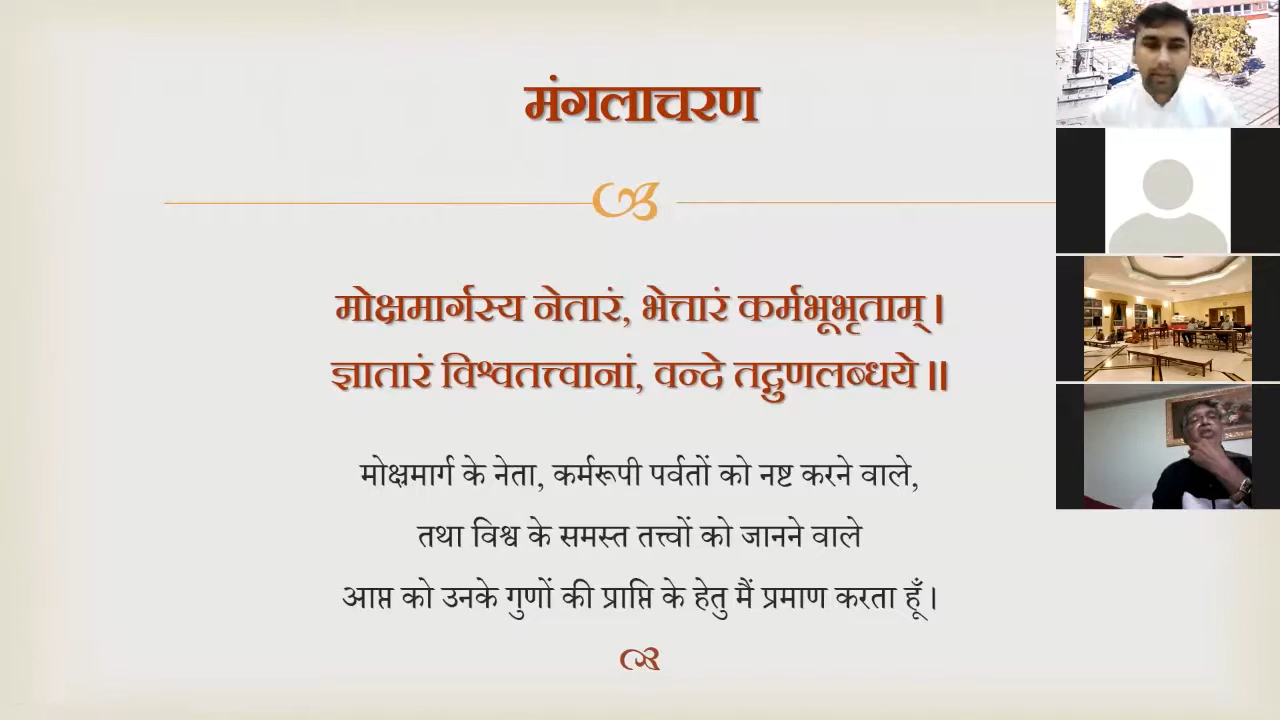 मंगलाचरण
मोक्षमार्गस्य नेतारं, भेत्तारं कर्मभूभृताम् ।
ज्ञातारं विश्वतत्त्वानां, वन्दे तद्गुणलब्धये ॥
मोक्षमार्ग के नेता, कर्मरूपी पर्वतों को नष्ट करने वाले,
तथा विश्व के समस्त तत्त्वों को जानने वाले
आप्त को उनके गुणों की प्राप्ति के हेतु मैं प्रमाण करता हूँ ।